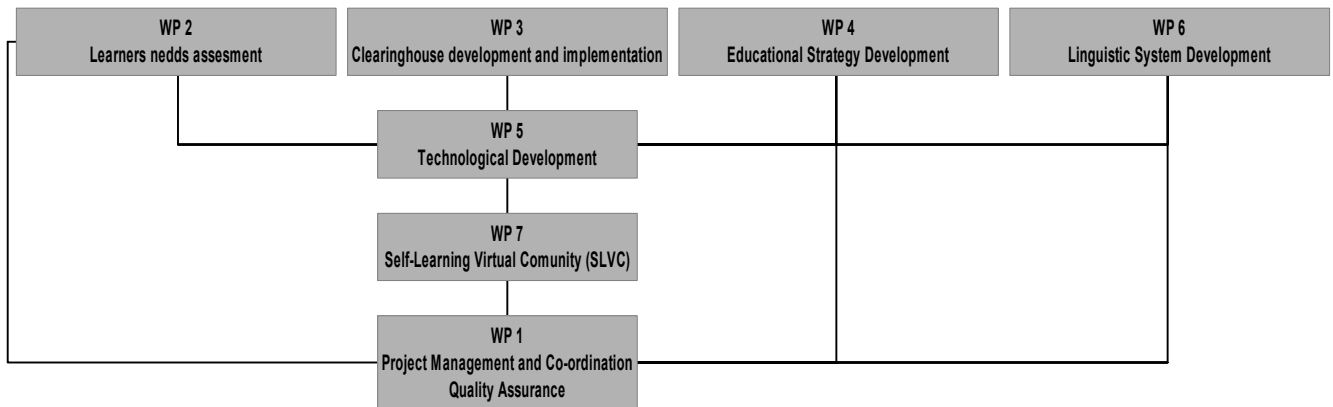 WP 2
Learners nedds assesment
WP 3
Clearinghouse development and implementation
WP 4
Educational Strategy Development
WP 6
Linguistic System Development
WP 5
Technological Development
WP 7
Self-Learning Virtual Comunity (SLVC)
WP 1
Project Management and Co-ordination
Quality Assurance